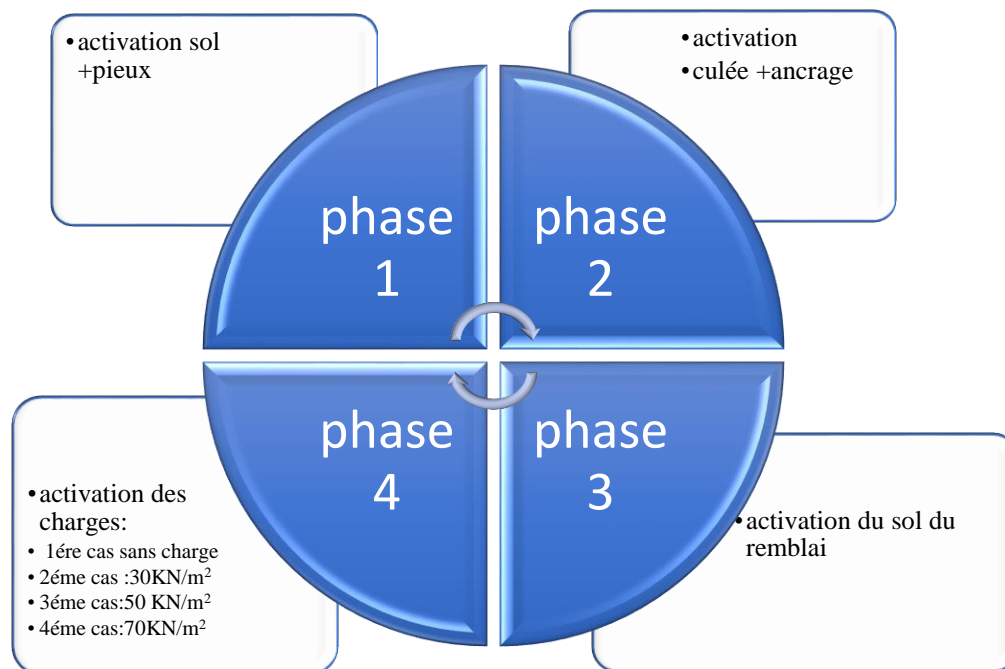 • activation sol
+pieux
• activation
• culée +ancrage
phase
1
phase
2
phase
4
phase
3
• activation des
charges:
• 1ére cas sans charge
• 2éme cas :30KN/m²
• 3éme cas:50 KN/m²
• 4éme cas:70KN/m²
• activation du sol du
remblai